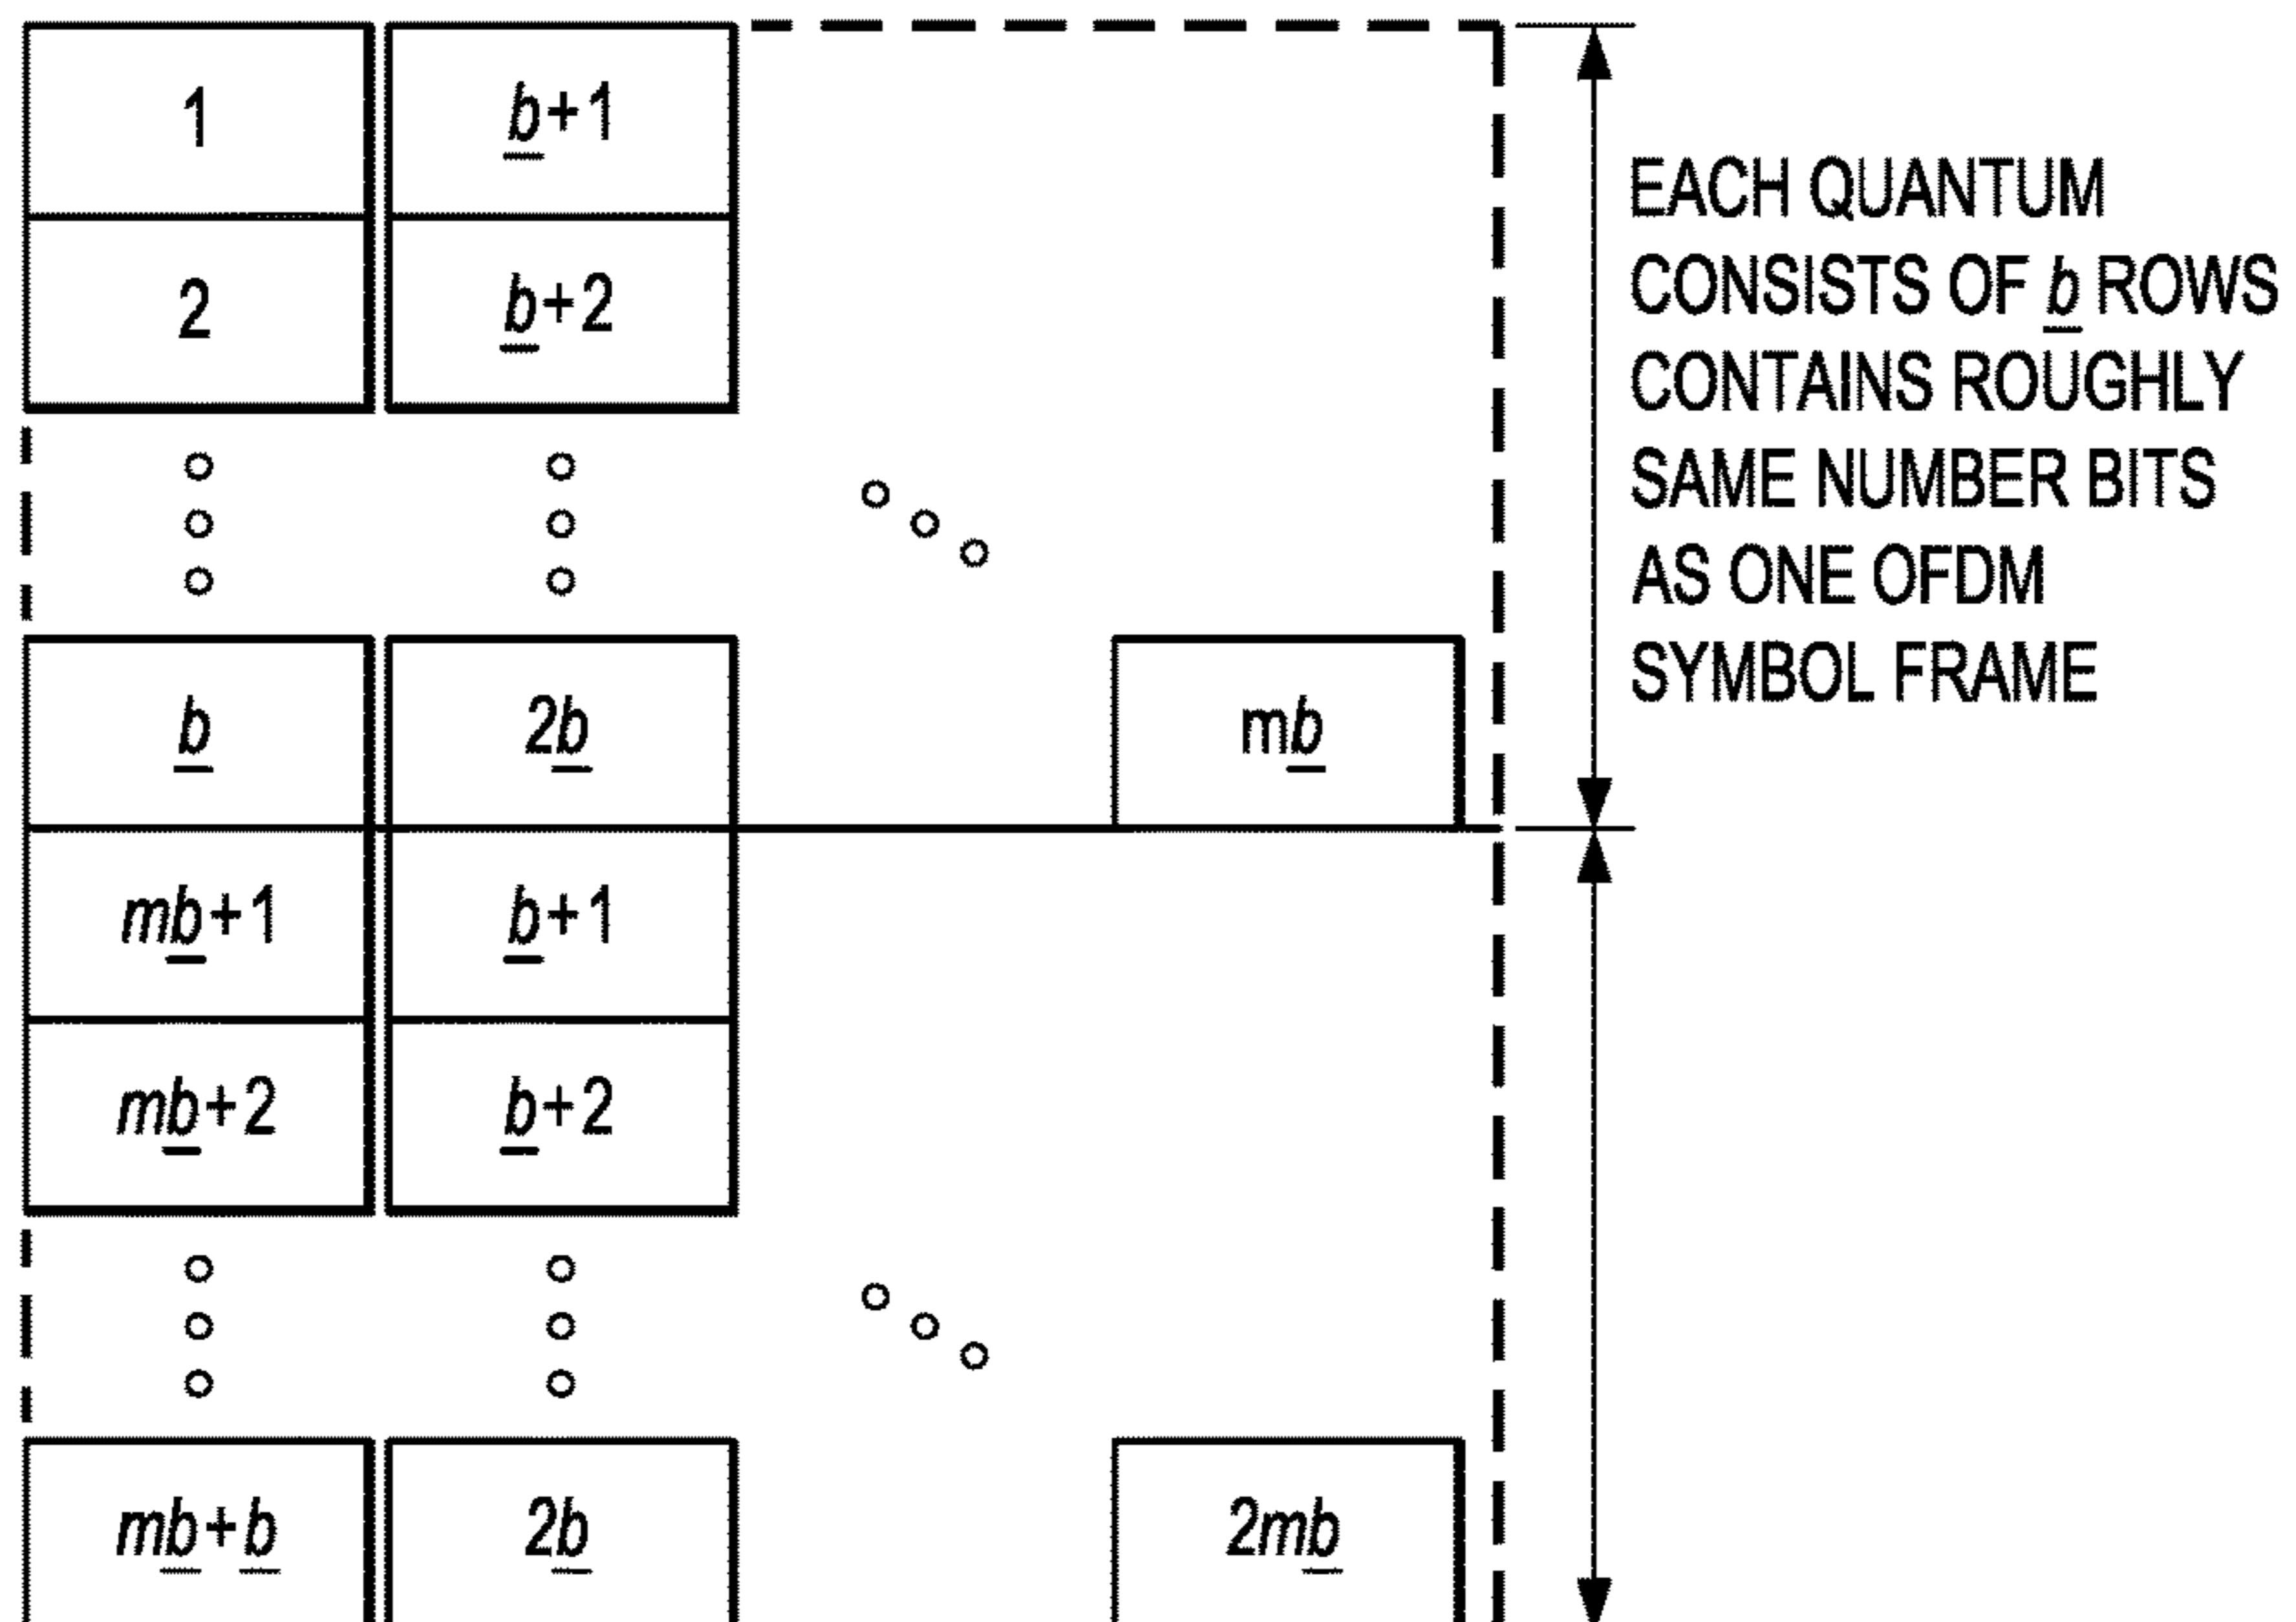 1 b+1
2 b+2
b 2b mb
mb+1 b+1
mb+2 b+2
mb+b 2b 2mb
EACH QUANTUM
CONSISTS OF b ROWS
CONTAINS ROUGHLY
SAME NUMBER BITS
AS ONE OFDM
SYMBOL FRAME